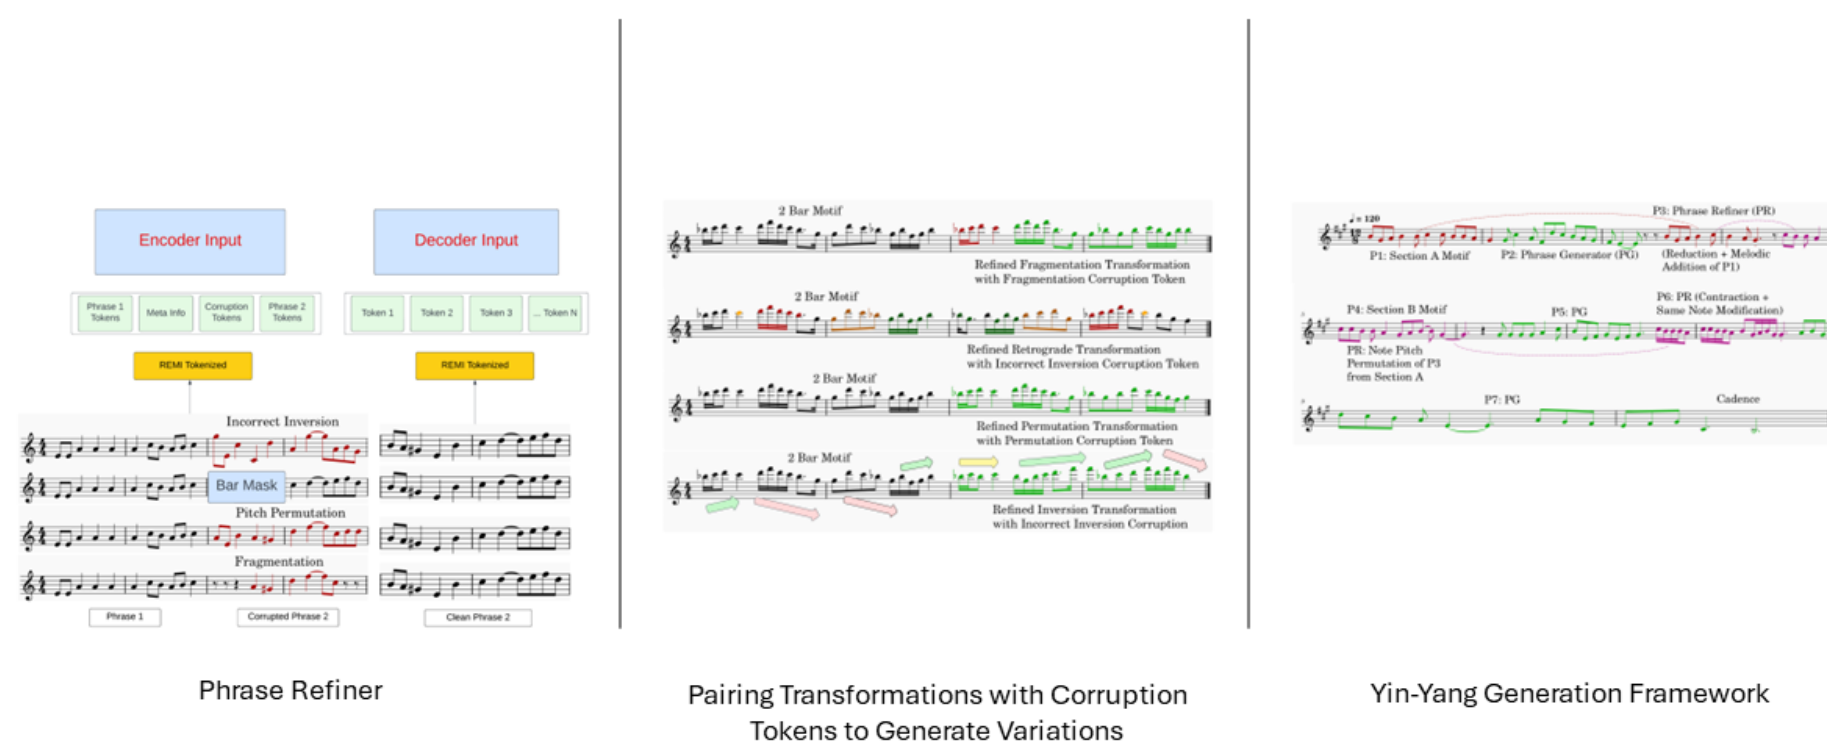 Encoder Input
Decoder Input
Phrase 1
Tokens
Meta Info
Corruption
Tokens
Phrase 2
Tokens
Token 1
Token 2
Token 3
... Token N
REMI Tokenized
REMI Tokenized
Incorrect Inversion
Bar Mask
Pitch Permutation
Fragmentation
Phrase 1
Corrupted Phrase 2
Clean Phrase 2
Phrase Refiner
2 Bar Motif
Refined Fragmentation Transformation
with Fragmentation Corruption Token
2 Bar Motif
Refined Retrograde Transformation
with Incorrect Inversion Corruption Token
2 Bar Motif
Refined Permutation Transformation
with Permutation Corruption Token
2 Bar Motif
Refined Inversion Transformation
with Incorrect Inversion Corruption
Pairing Transformations with Corruption
Tokens to Generate Variations
= 120
P3: Phrase Refiner (PR)
P1: Section A Motif
P2: Phrase Generator (PG)
(Reduction + Melodic
Addition of P1)
P4: Section B Motif
P5: PG
P6: PR (Contraction +
Same Note Modification)
PR: Note Pitch
Permutation of P3
from Section A
P7: PG
Cadence
Yin-Yang Generation Framework